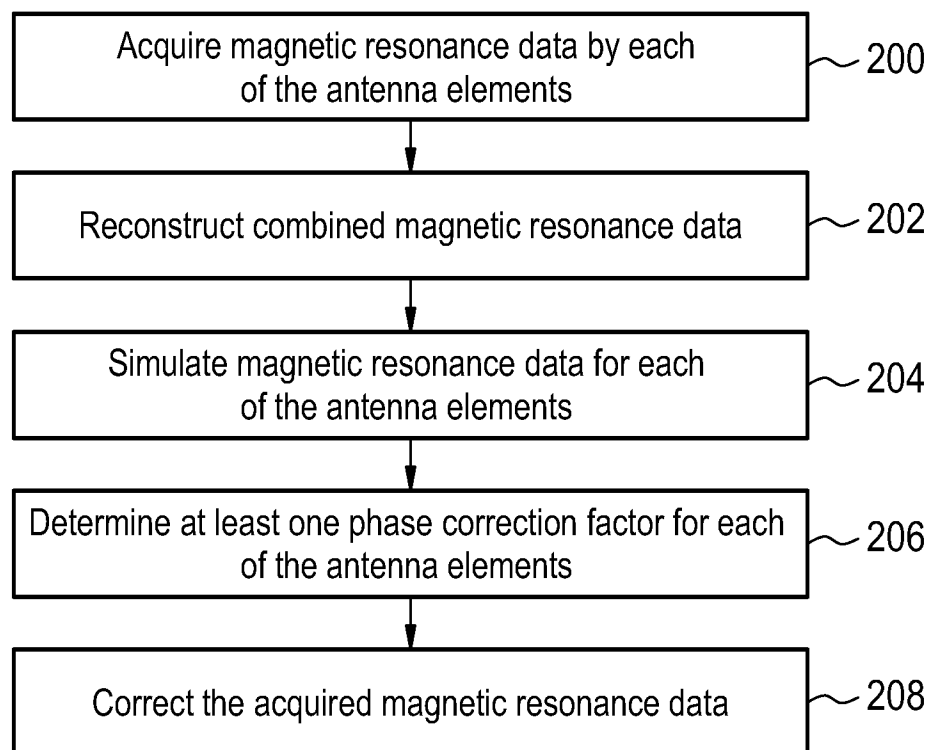 Acquire magnetic resonance data by each
of the antenna elements
200
Reconstruct combined magnetic resonance data
202
Simulate magnetic resonance data for each
of the antenna elements
204
Determine at least one phase correction factor for each
of the antenna elements
206
Correct the acquired magnetic resonance data
208